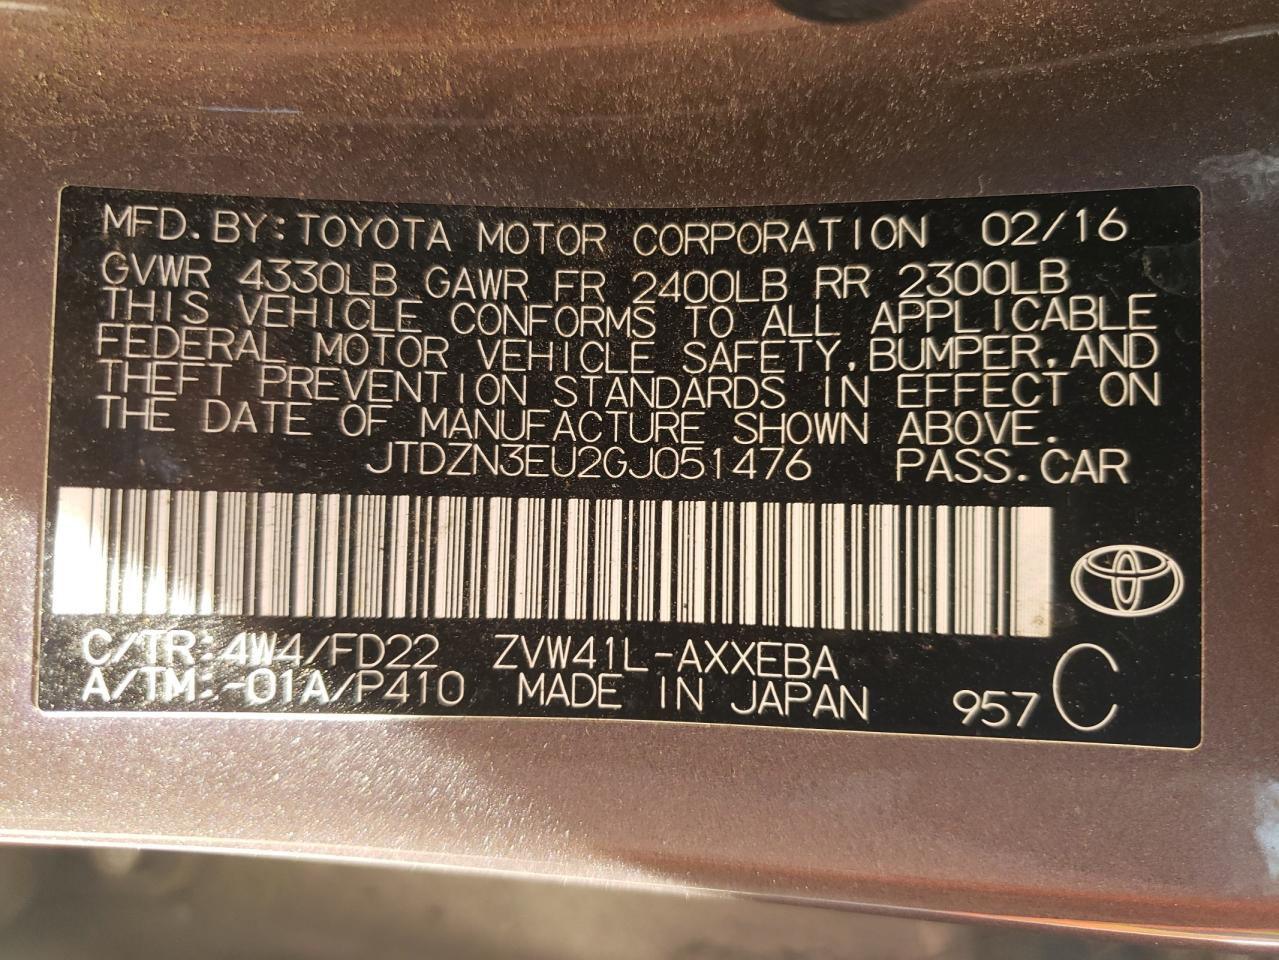 MFD. BY: TOYOTA MOTOR CORPORATION 02/16
GVWR 4330LB GAWR FR 2400LB RR 2300LB
THIS VEHICLE CONFORMS TO ALL APPLICABLE
FEDERAL MOTOR VEHICLE SAFETY, BUMPER, AND
THEFT PREVENTION STANDARDS IN EFFECT ON
THE DATE OF MANUFACTURE SHOWN ABOVE.
JTDZN3EU2GJ051476 PASS. CAR
C/TR: 4W4/FD22 ZVW41L-AXXEBA
A/TM: -01A/P410 MADE IN JAPAN 957 C